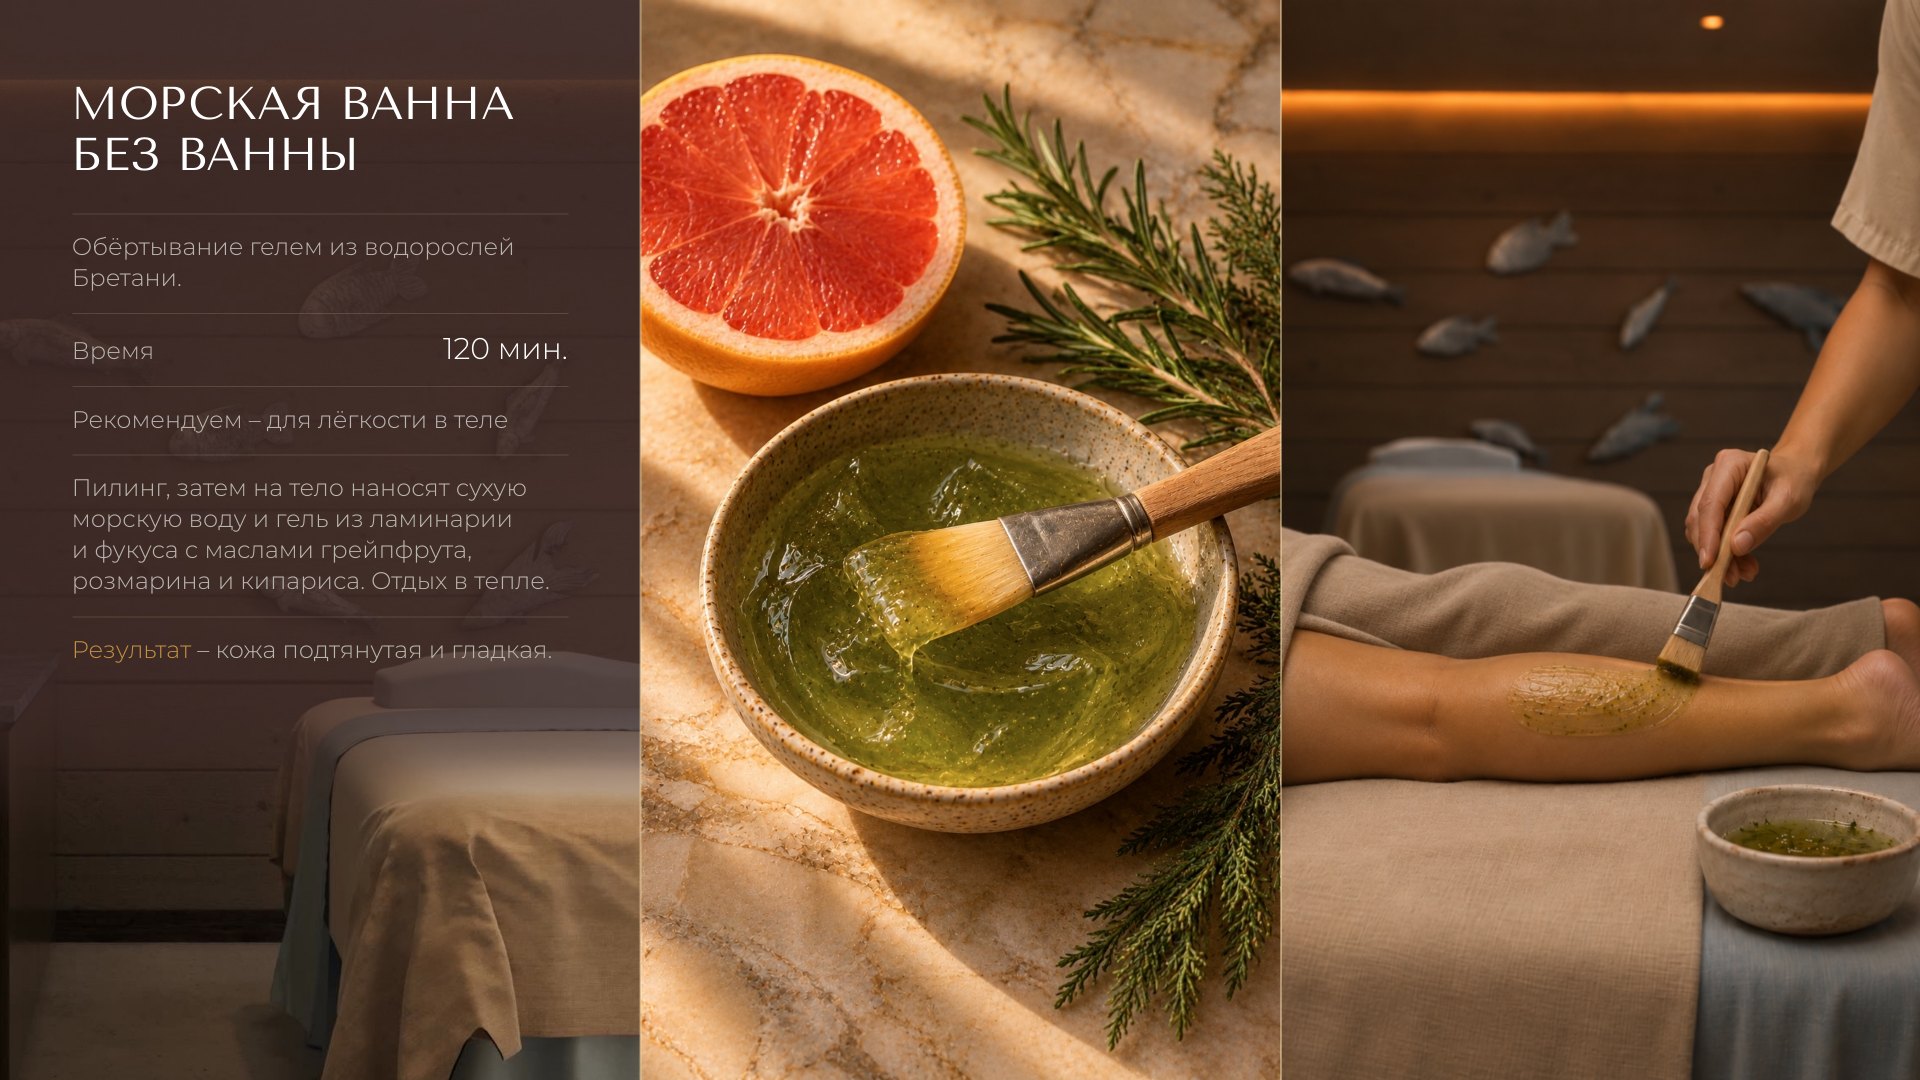 МОРСКАЯ ВАННА
БЕЗ ВАННЫ
Обёртывание гелем из водорослей
Бретани.
Время 120 мин.
Рекомендуем – для лёгкости в теле
Пилинг, затем на тело наносят сухую
морскую воду и гель из ламинарии
и фукуса с маслами грейпфрута,
розмарина и кипариса. Отдых в тепле.
Результат – кожа подтянутая и гладкая.